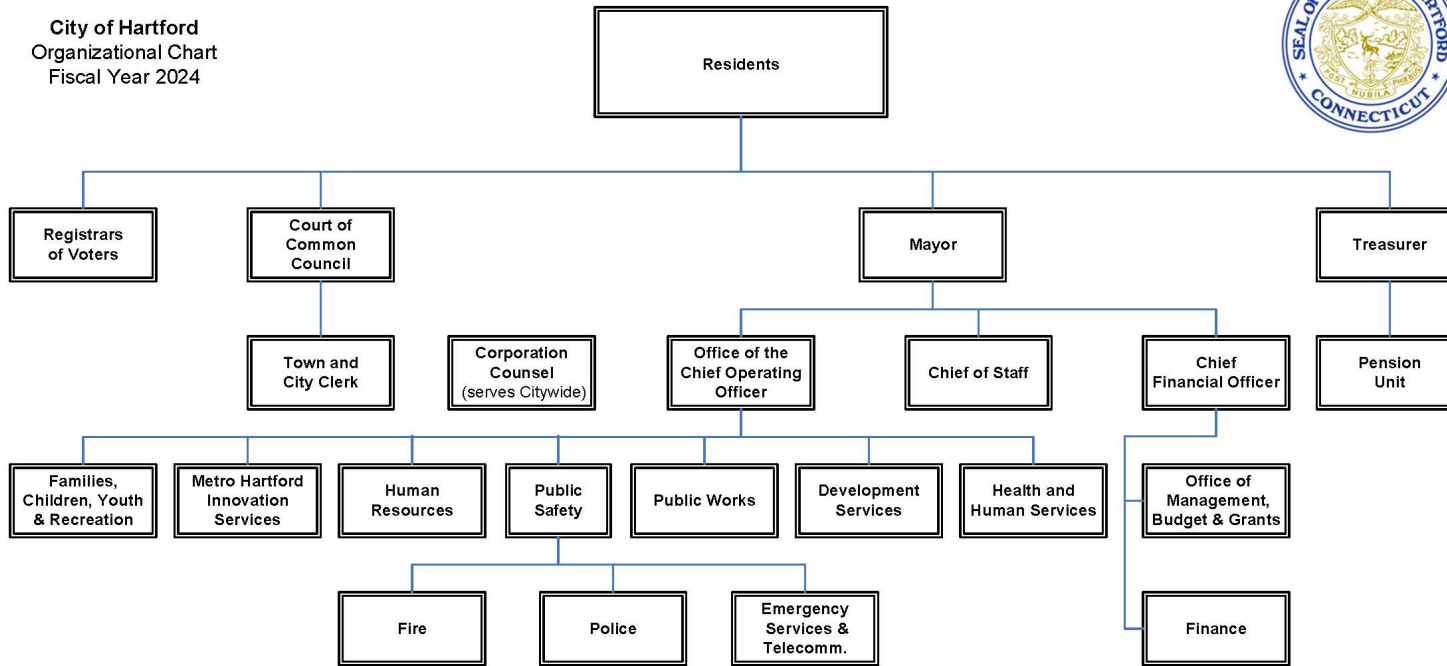 City of Hartford
Organizational Chart
Fiscal Year 2024
Residents
CONNECTICUT
POST NUBILA PHŒBUS
Registrars
of Voters
Court of
Common
Council
Mayor
Treasurer
Town and
City Clerk
Corporation
Counsel
(serves Citywide)
Office of the
Chief Operating
Officer
Chief of Staff
Chief
Financial Officer
Pension
Unit
Families,
Children, Youth
& Recreation
Metro Hartford
Innovation
Services
Human
Resources
Public
Safety
Public Works
Development
Services
Health and
Human Services
Office of
Management,
Budget & Grants
Fire
Police
Emergency
Services &
Telecomm.
Finance